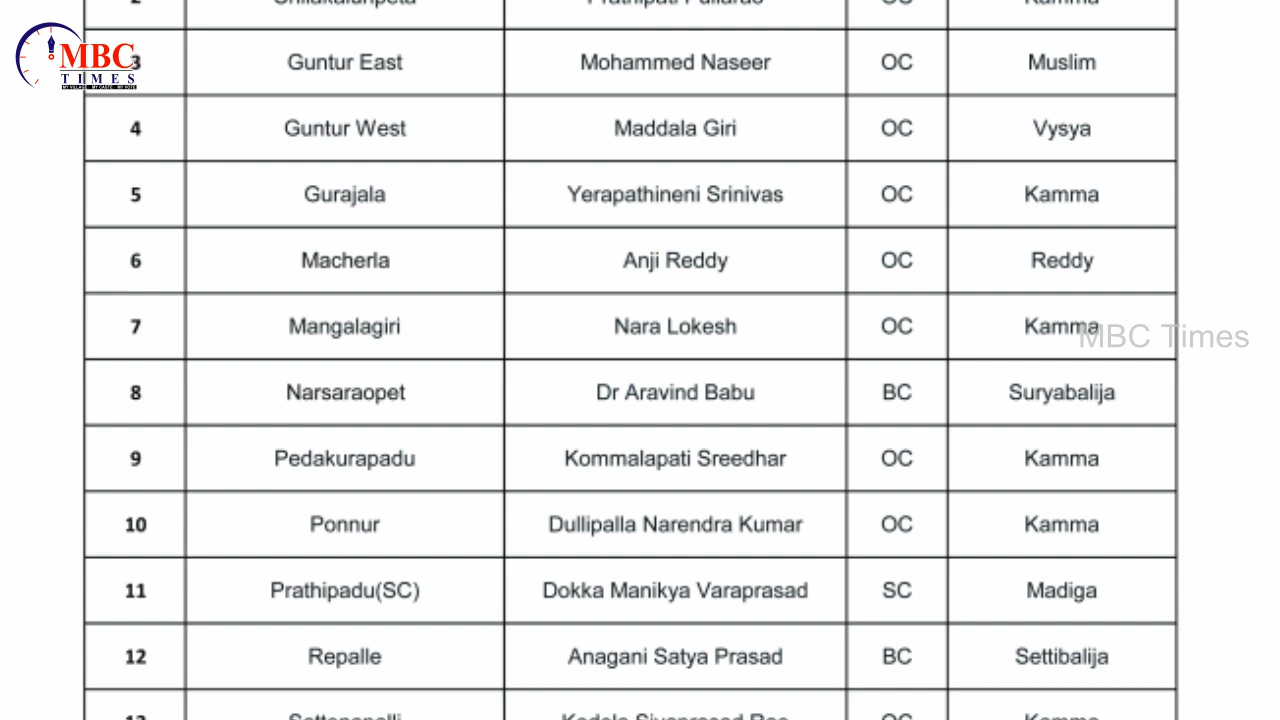 2 Chilakaluripeta Prathipati Pullarao OC Kamma
MBC
TIMES
3 Guntur East Mohammed Naseer OC Muslim
4 Guntur West Maddala Giri OC Vysya
5 Gurajala Yerapathineni Srinivas OC Kamma
6 Macherla Anji Reddy OC Reddy
7 Mangalagiri Nara Lokesh OC Kamma
MBC Times
8 Narsaraopet Dr Aravind Babu BC Suryabalija
9 Pedakurapadu Kommalapati Sreedhar OC Kamma
10 Ponnur Dullipalla Narendra Kumar OC Kamma
11 Prathipadu(SC) Dokka Manikya Varaprasad SC Madiga
12 Repalle Anagani Satya Prasad BC Settibalija
13 Sattenapalli Kodela Sivaprasad Rao OC Kamma